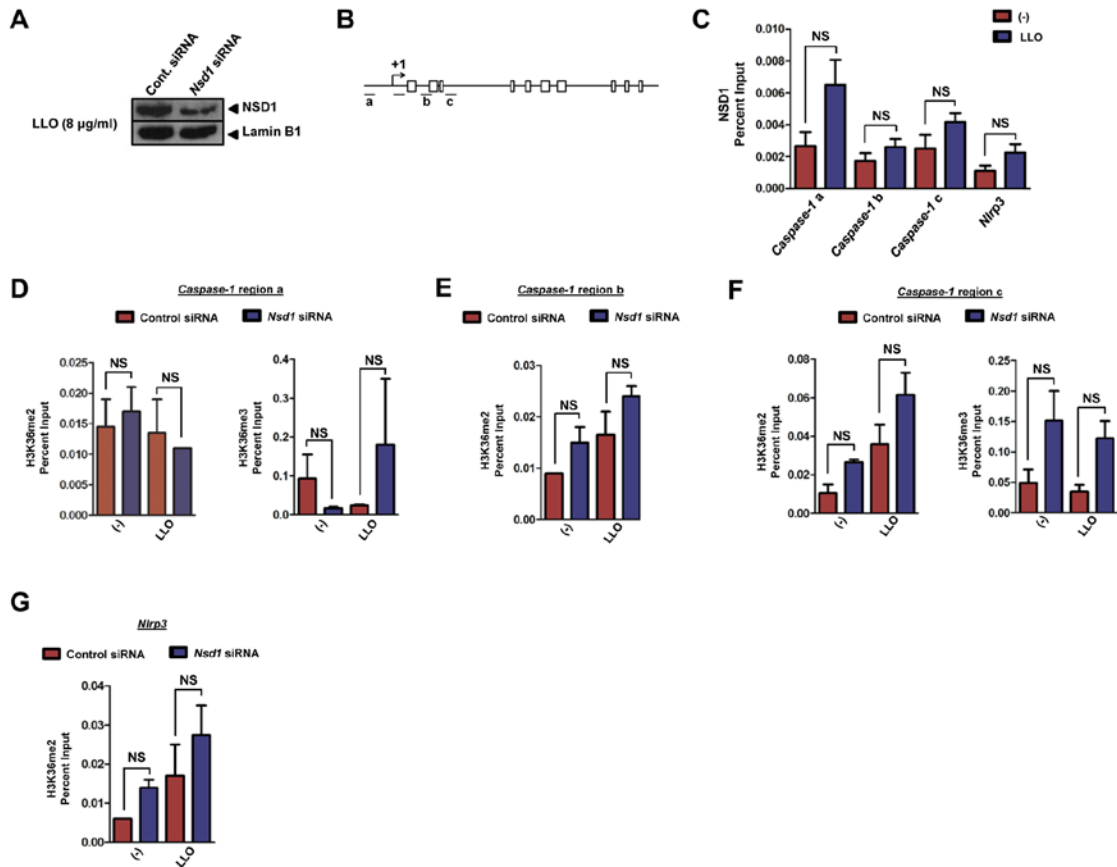 A
Cont. siRNA
Nsd1 siRNA
LLO (8 µg/ml)
NSD1
Lamin B1
B
+1
a
b
c
C
(-)
LLO
NS
NS
NS
NS
NSD1
Percent Input
0.010
0.008
0.006
0.004
0.002
0.000
Caspase-1 a
Caspase-1 b
Caspase-1 c
Nlrp3
D
Caspase-1 region a
Control siRNA
Nsd1 siRNA
H3K36me2
Percent Input
0.025
0.020
0.015
0.010
0.005
0.000
NS
NS
(-)
LLO
H3K36me3
Percent Input
0.4
0.3
0.2
0.1
0.0
NS
NS
(-)
LLO
E
Caspase-1 region b
Control siRNA
Nsd1 siRNA
H3K36me2
Percent Input
0.03
0.02
0.01
0.00
NS
NS
(-)
LLO
F
Caspase-1 region c
Control siRNA
Nsd1 siRNA
H3K36me2
Percent Input
0.08
0.06
0.04
0.02
0.00
NS
NS
(-)
LLO
H3K36me3
Percent Input
0.25
0.20
0.15
0.10
0.05
0.00
NS
NS
(-)
LLO
G
Nlrp3
Control siRNA
Nsd1 siRNA
H3K36me2
Percent Input
0.04
0.03
0.02
0.01
0.00
NS
NS
(-)
LLO